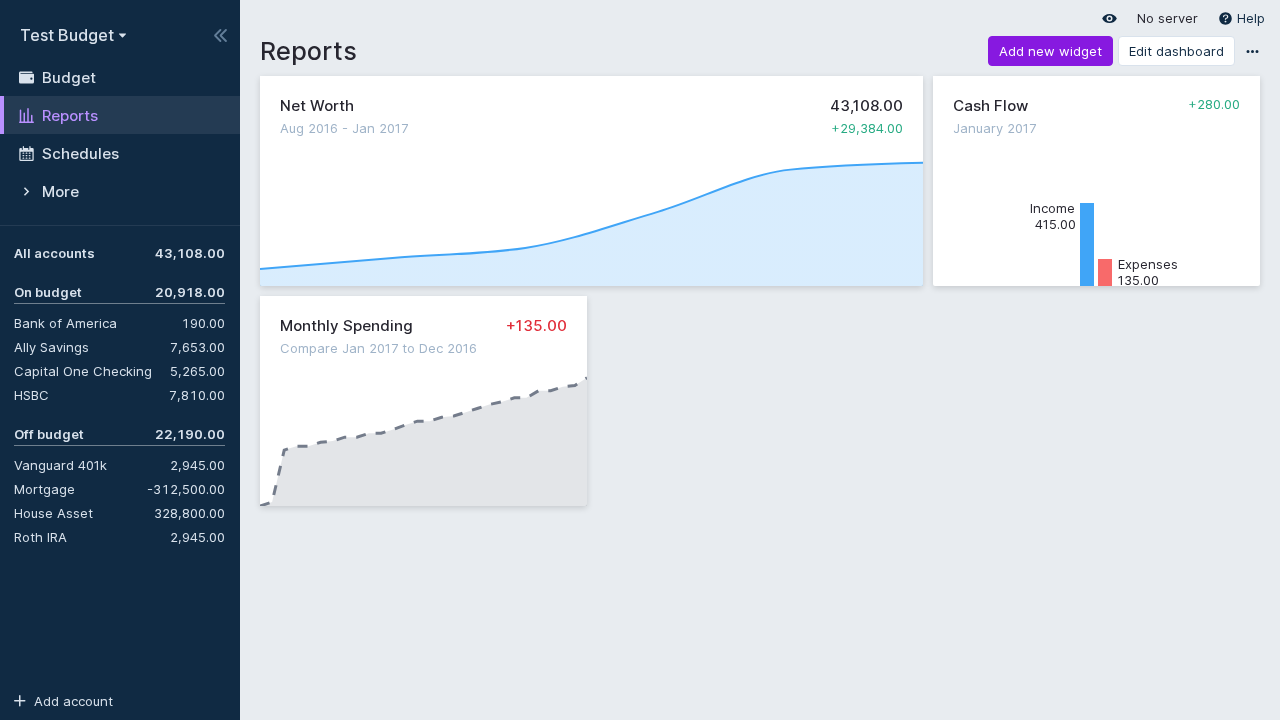 Test Budget
Budget
Reports
Schedules
More
All accounts 43,108.00
On budget 20,918.00
Bank of America 190.00
Ally Savings 7,653.00
Capital One Checking 5,265.00
HSBC 7,810.00
Off budget 22,190.00
Vanguard 401k 2,945.00
Mortgage -312,500.00
House Asset 328,800.00
Roth IRA 2,945.00
Add account
No server
Help
Reports
Add new widget
Edit dashboard
Net Worth 43,108.00
Aug 2016 - Jan 2017 +29,384.00
Cash Flow +280.00
January 2017
Income
415.00
Expenses
135.00
Monthly Spending +135.00
Compare Jan 2017 to Dec 2016